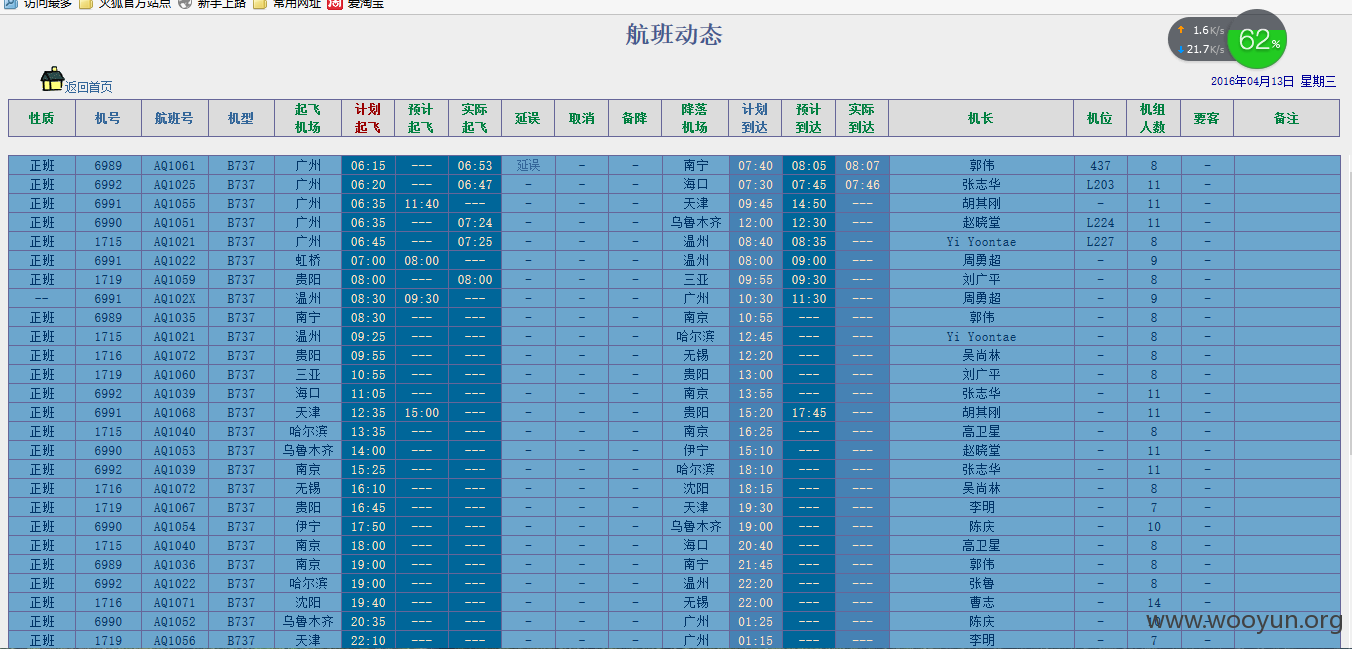 访问最多 火狐官方站点 新手上路 常用网址 爱淘宝
航班动态
1.6K/s
21.7K/s
62%
返回首页
2016年04月13日 星期三
性质 机号 航班号 机型 起飞机场 计划起飞 预计起飞 实际起飞 延误 取消 备降 降落机场 计划到达 预计到达 实际到达 机长 机位 机组人数 要客 备注
正班 6989 AQ1061 B737 广州 06:15 --- 06:53 延误 - - 南宁 07:40 08:05 08:07 郭伟 437 8 -
正班 6992 AQ1025 B737 广州 06:20 --- 06:47 - - - 海口 07:30 07:45 07:46 张志华 L203 11 -
正班 6991 AQ1055 B737 广州 06:35 11:40 --- - - - 天津 09:45 14:50 --- 胡其刚 - 11 -
正班 6990 AQ1051 B737 广州 06:35 --- 07:24 - - - 乌鲁木齐 12:00 12:30 --- 赵晓堂 L224 11 -
正班 1715 AQ1021 B737 广州 06:45 --- 07:25 - - - 温州 08:40 08:35 --- Yi Yoontae L227 8 -
正班 6991 AQ1022 B737 虹桥 07:00 08:00 --- - - - 温州 08:00 09:00 --- 周勇超 - 9 -
正班 1719 AQ1059 B737 贵阳 08:00 --- 08:00 - - - 三亚 09:55 09:30 --- 刘广平 - 8 -
-- 6991 AQ102X B737 温州 08:30 09:30 --- - - - 广州 10:30 11:30 --- 周勇超 - 9 -
正班 6989 AQ1035 B737 南宁 08:30 --- --- - - - 南京 10:55 --- --- 郭伟 - 8 -
正班 1715 AQ1021 B737 温州 09:25 --- --- - - - 哈尔滨 12:45 --- --- Yi Yoontae - 8 -
正班 1716 AQ1072 B737 贵阳 09:55 --- --- - - - 无锡 12:20 --- --- 吴尚林 - 8 -
正班 1719 AQ1060 B737 三亚 10:55 --- --- - - - 贵阳 13:00 --- --- 刘广平 - 8 -
正班 6992 AQ1039 B737 海口 11:05 --- --- - - - 南京 13:55 --- --- 张志华 - 11 -
正班 6991 AQ1068 B737 天津 12:35 15:00 --- - - - 贵阳 15:20 17:45 --- 胡其刚 - 11 -
正班 1715 AQ1040 B737 哈尔滨 13:35 --- --- - - - 南京 16:25 --- --- 高卫星 - 8 -
正班 6990 AQ1053 B737 乌鲁木齐 14:00 --- --- - - - 伊宁 15:10 --- --- 赵晓堂 - 11 -
正班 6992 AQ1039 B737 南京 15:25 --- --- - - - 哈尔滨 18:10 --- --- 张志华 - 11 -
正班 1716 AQ1072 B737 无锡 16:10 --- --- - - - 沈阳 18:15 --- --- 吴尚林 - 8 -
正班 1719 AQ1067 B737 贵阳 16:45 --- --- - - - 天津 19:30 --- --- 李明 - 7 -
正班 6990 AQ1054 B737 伊宁 17:50 --- --- - - - 乌鲁木齐 19:00 --- --- 陈庆 - 10 -
正班 1715 AQ1040 B737 南京 18:00 --- --- - - - 海口 20:40 --- --- 高卫星 - 8 -
正班 6989 AQ1036 B737 南京 19:00 --- --- - - - 南宁 21:45 --- --- 郭伟 - 8 -
正班 6992 AQ1022 B737 哈尔滨 19:00 --- --- - - - 温州 22:20 --- --- 张鲁 - 8 -
正班 1716 AQ1071 B737 沈阳 19:40 --- --- - - - 无锡 22:00 --- --- 曹志 - 14 -
正班 6990 AQ1052 B737 乌鲁木齐 20:35 --- --- - - - 广州 01:25 --- --- 陈庆 -
正班 1719 AQ1056 B737 天津 22:10 --- --- - - - 广州 01:15 --- --- 李明 - 7 -
www.wooyun.org